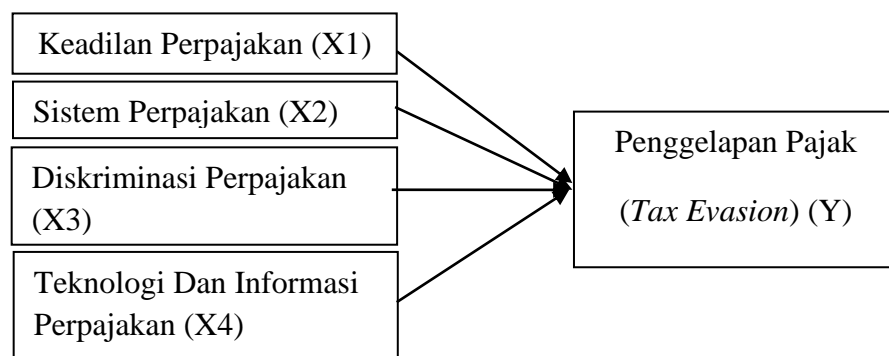 Keadilan Perpajakan (X1)
Sistem Perpajakan (X2)
Diskriminasi Perpajakan
(X3)
Teknologi Dan Informasi
Perpajakan (X4)
Penggelapan Pajak
(Tax Evasion) (Y)